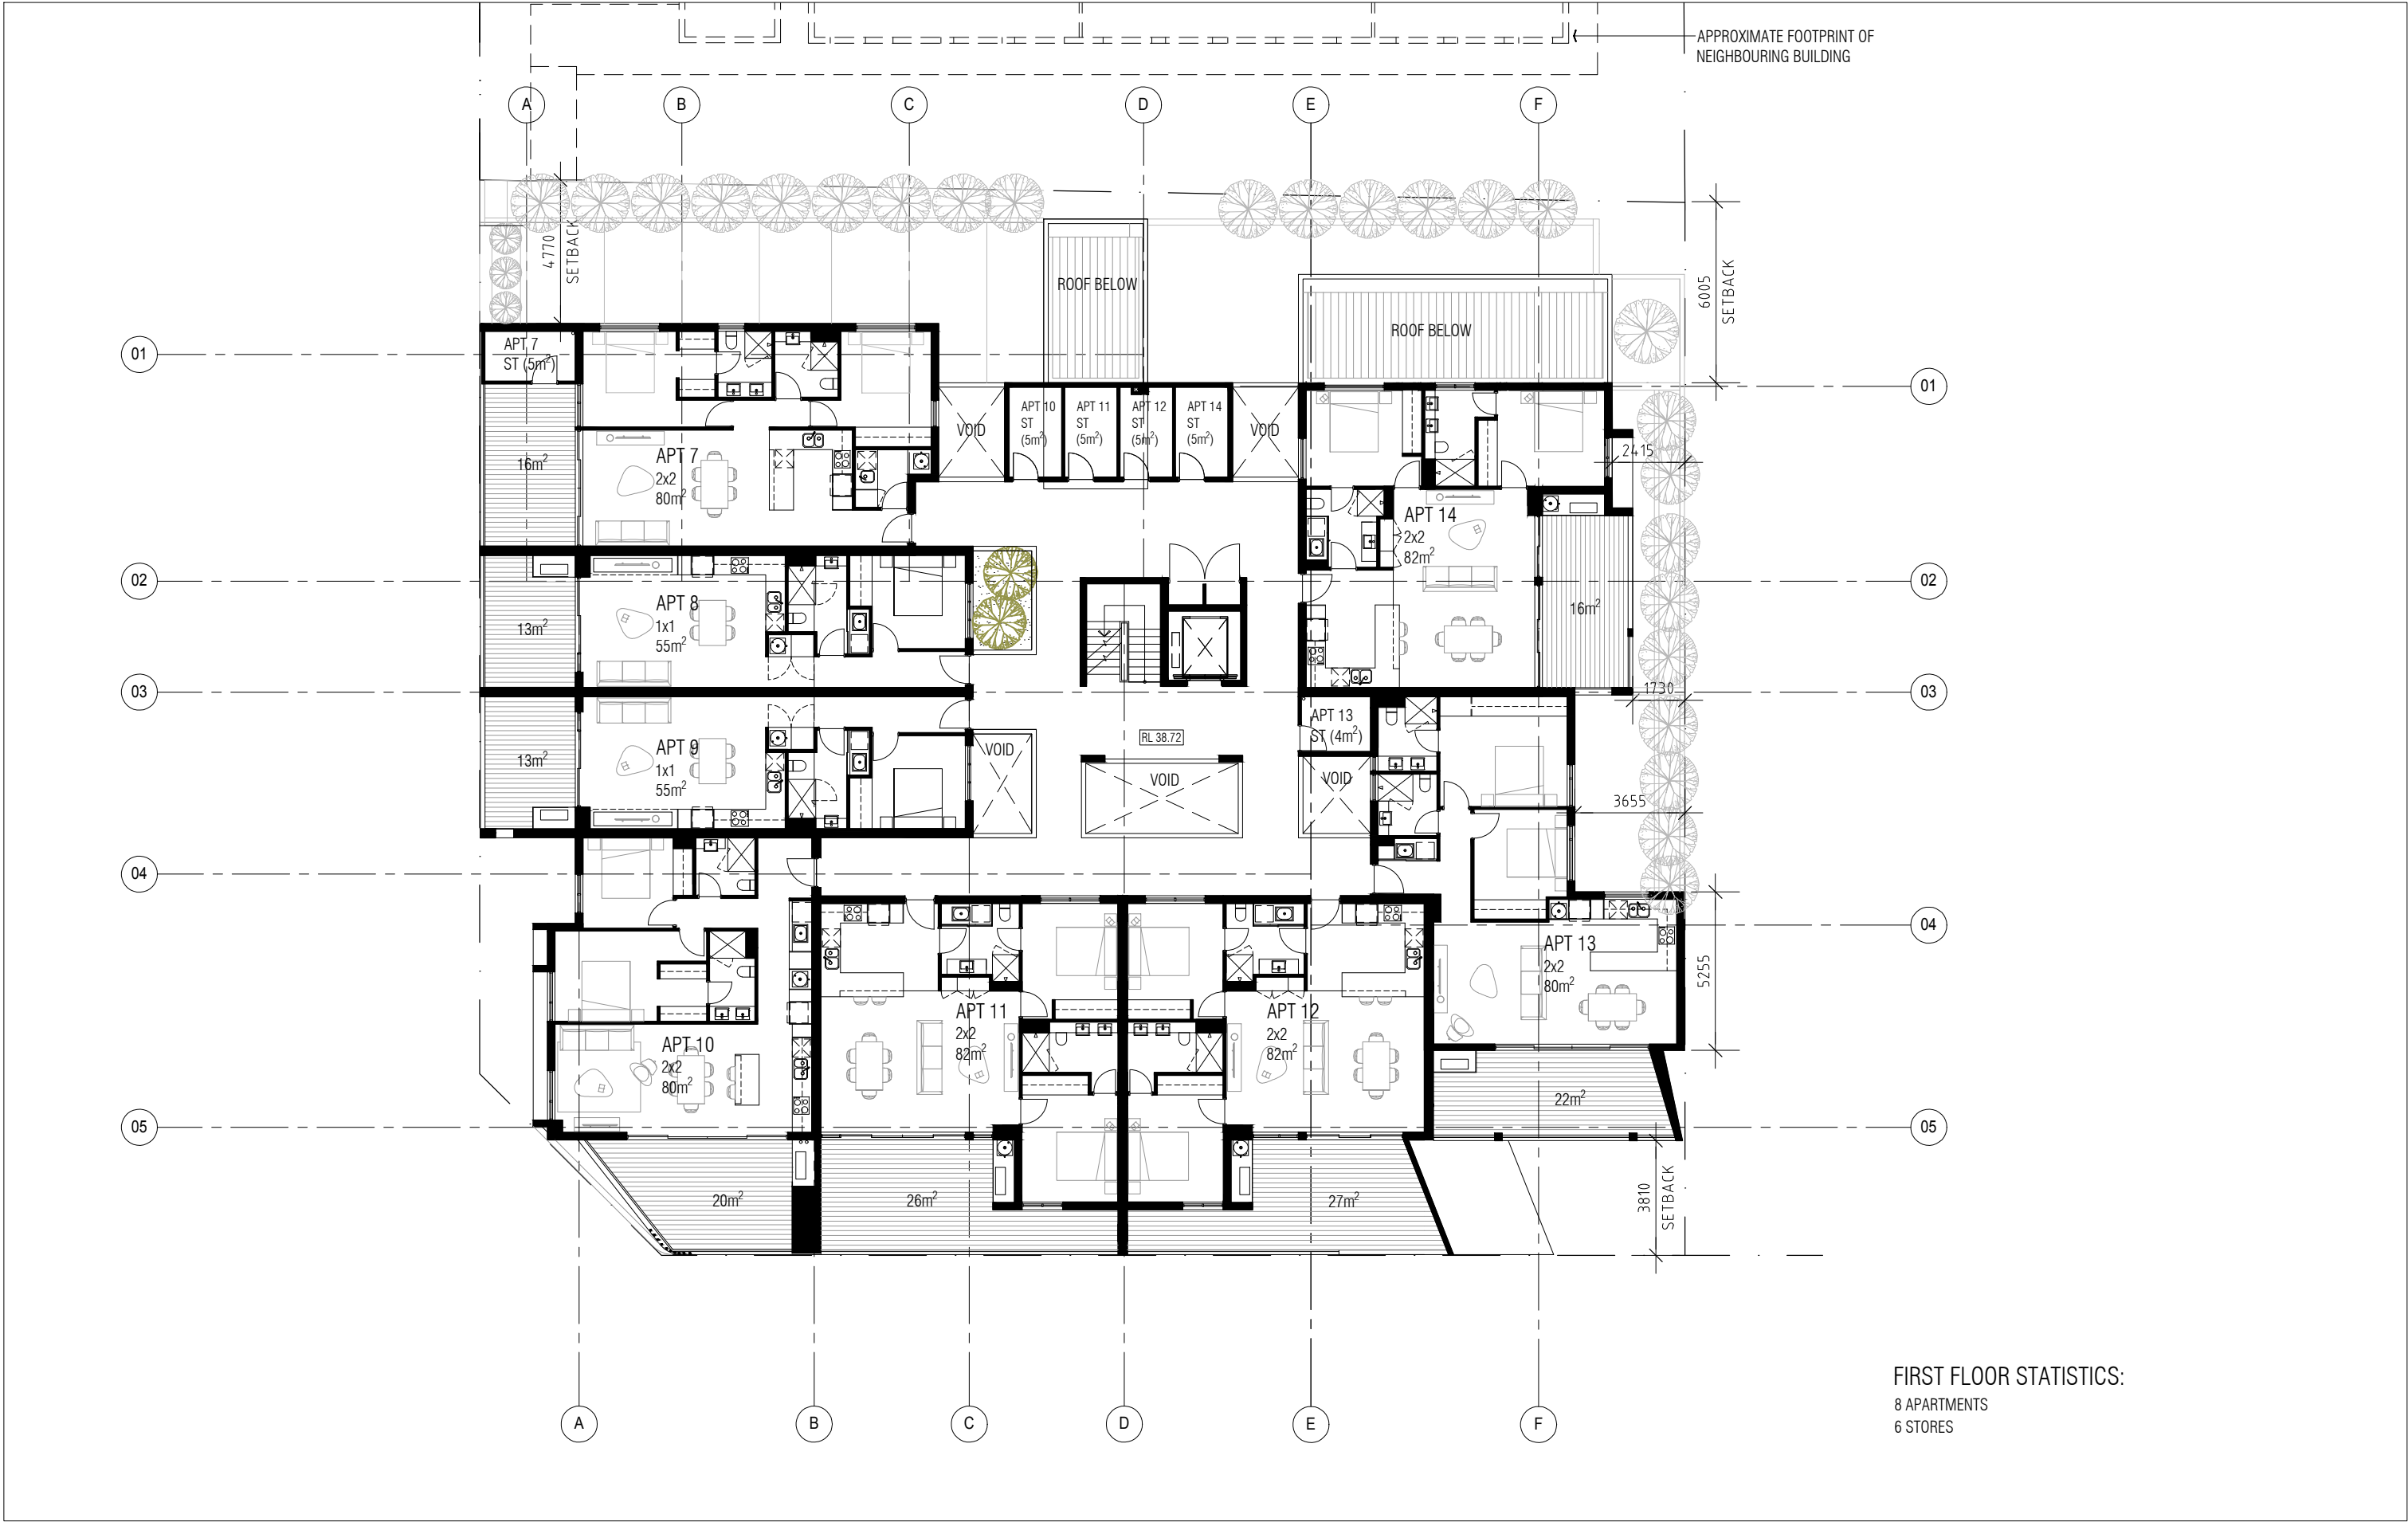 APPROXIMATE FOOTPRINT OF
NEIGHBOURING BUILDING
A
B
C
D
E
F
4770
SETBACK
6005
SETBACK
ROOF BELOW
ROOF BELOW
01
01
APT 7
ST (5m²)
VOID
APT 10
ST
(5m²)
APT 11
ST
(5m²)
APT 12
ST
(5m²)
APT 14
ST
(5m²)
VOID
2415
16m²
APT 7
2x2
80m²
APT 14
2x2
82m²
02
02
13m²
APT 8
1x1
55m²
16m²
03
03
1730
APT 13
ST (4m²)
RL 38.72
13m²
APT 9
1x1
55m²
VOID
VOID
VOID
3655
04
04
APT 13
2x2
80m²
5255
APT 10
2x2
80m²
APT 11
2x2
82m²
APT 12
2x2
82m²
22m²
05
05
20m²
26m²
27m²
3810
SETBACK
FIRST FLOOR STATISTICS:
8 APARTMENTS
6 STORES
A
B
C
D
E
F